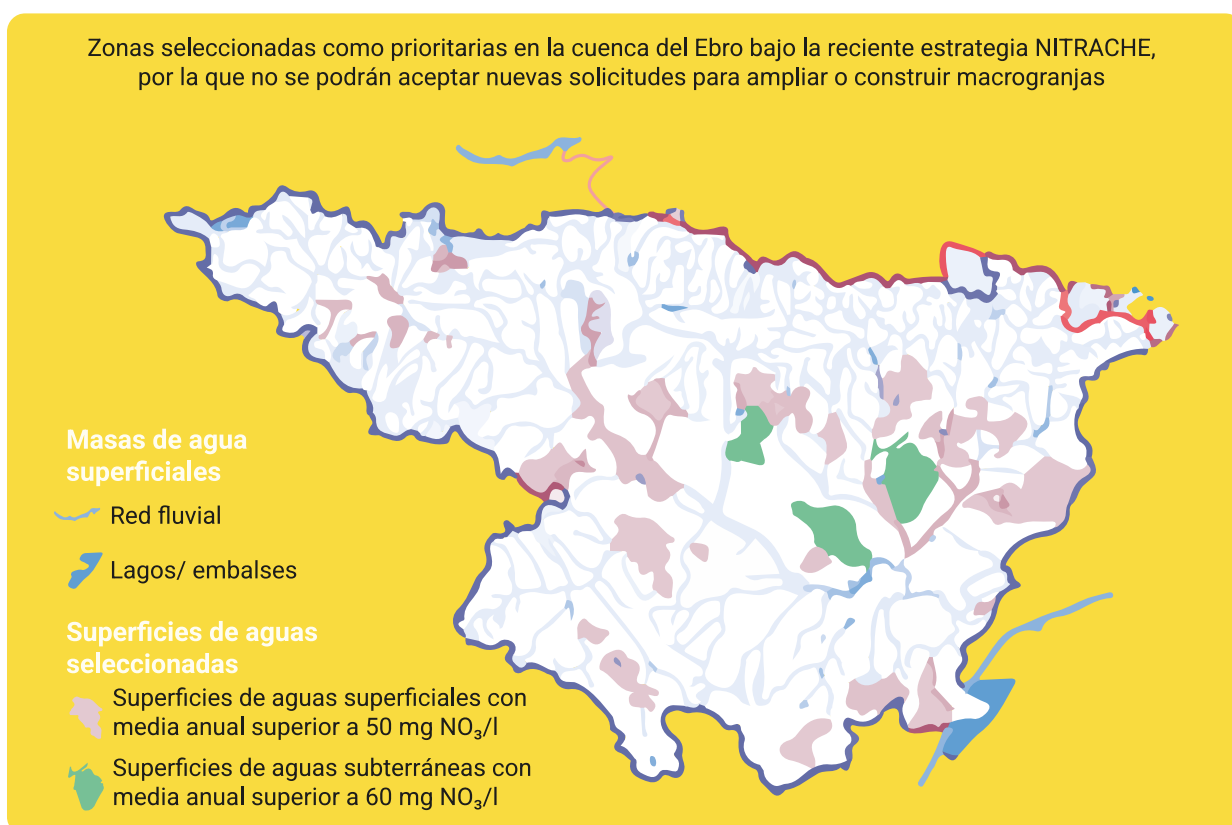 Zonas seleccionadas como prioritarias en la cuenca del Ebro bajo la reciente estrategia NITRACHE,
por la que no se podrán aceptar nuevas solicitudes para ampliar o construir macrogranjas
Masas de agua
superficiales
Red fluvial
Lagos/ embalses
Superficies de aguas
seleccionadas
Superficies de aguas superficiales con
media anual superior a 50 mg NO₃/l
Superficies de aguas subterráneas con
media anual superior a 60 mg NO₃/l